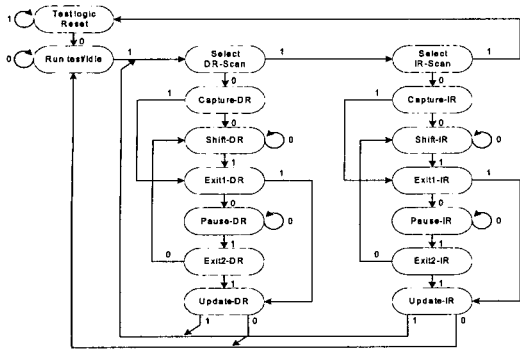 Test logic
Reset
1
0
0
Run test/Idle
1
Select
DR-Scan
1
Select
IR-Scan
1
0
0
1
Capture-DR
1
Capture-IR
0
0
Shift-DR
0
Shift-IR
0
1
1
Exit1-DR
1
Exit1-IR
1
0
0
Pause-DR
0
Pause-IR
0
1
1
0
Exit2-DR
0
Exit2-IR
1
1
Update-DR
Update-IR
1
0
1
0